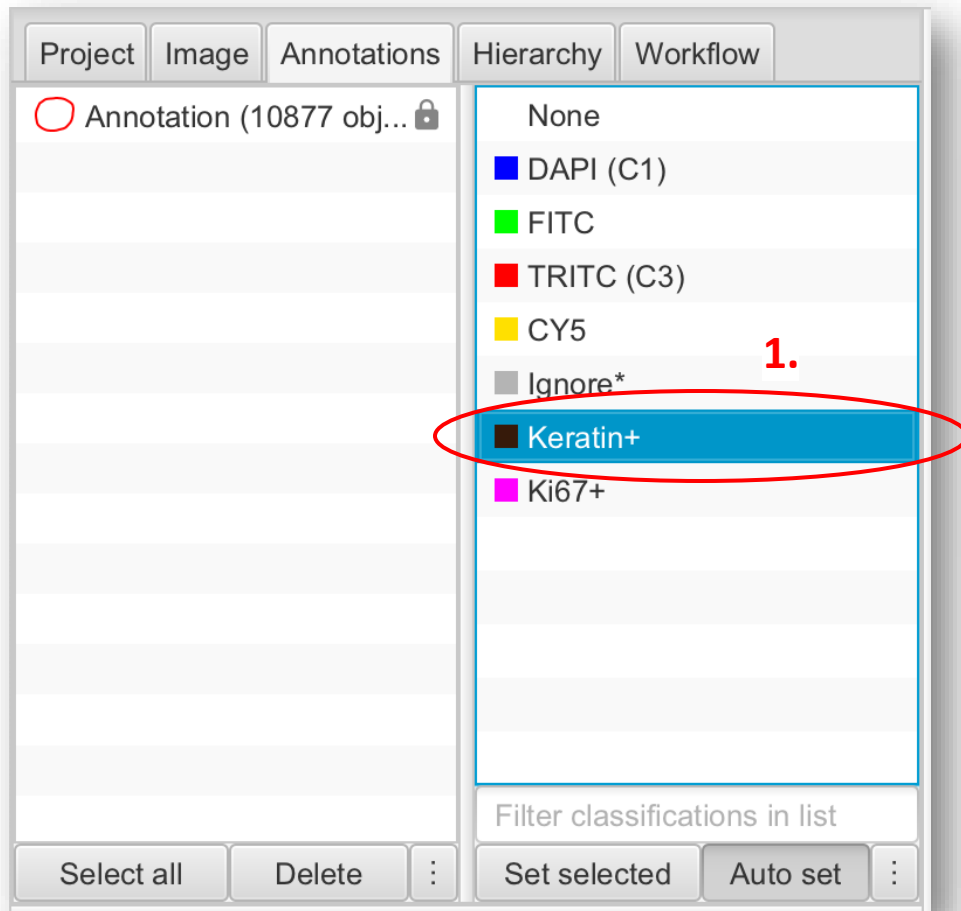 Project Image Annotations Hierarchy Workflow
Annotation (10877 obj...
None
DAPI (C1)
FITC
TRITC (C3)
CY5
1.
Ignore*
Keratin+
Ki67+
Filter classifications in list
Select all Delete ⋮ Set selected Auto set ⋮